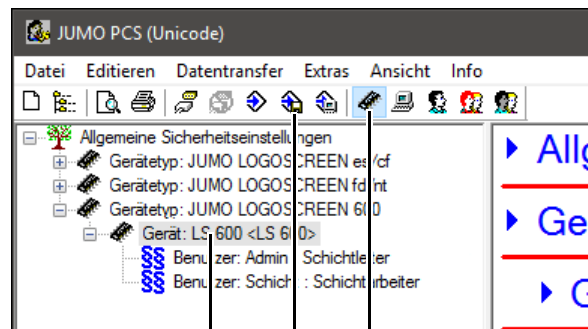 JUMO PCS (Unicode)
Datei Editieren Datentransfer Extras Ansicht Info
Allgemeine Sicherheitseinstellungen
Gerätetyp: JUMO LOGOSCREEN es/cf
Gerätetyp: JUMO LOGOSCREEN fd/nt
Gerätetyp: JUMO LOGOSCREEN 600
Gerät: LS 600 <LS 600>
Benutzer: Admin : Schichtleiter
Benutzer: Schicht : Schichtarbeiter
Allg
Ge
G